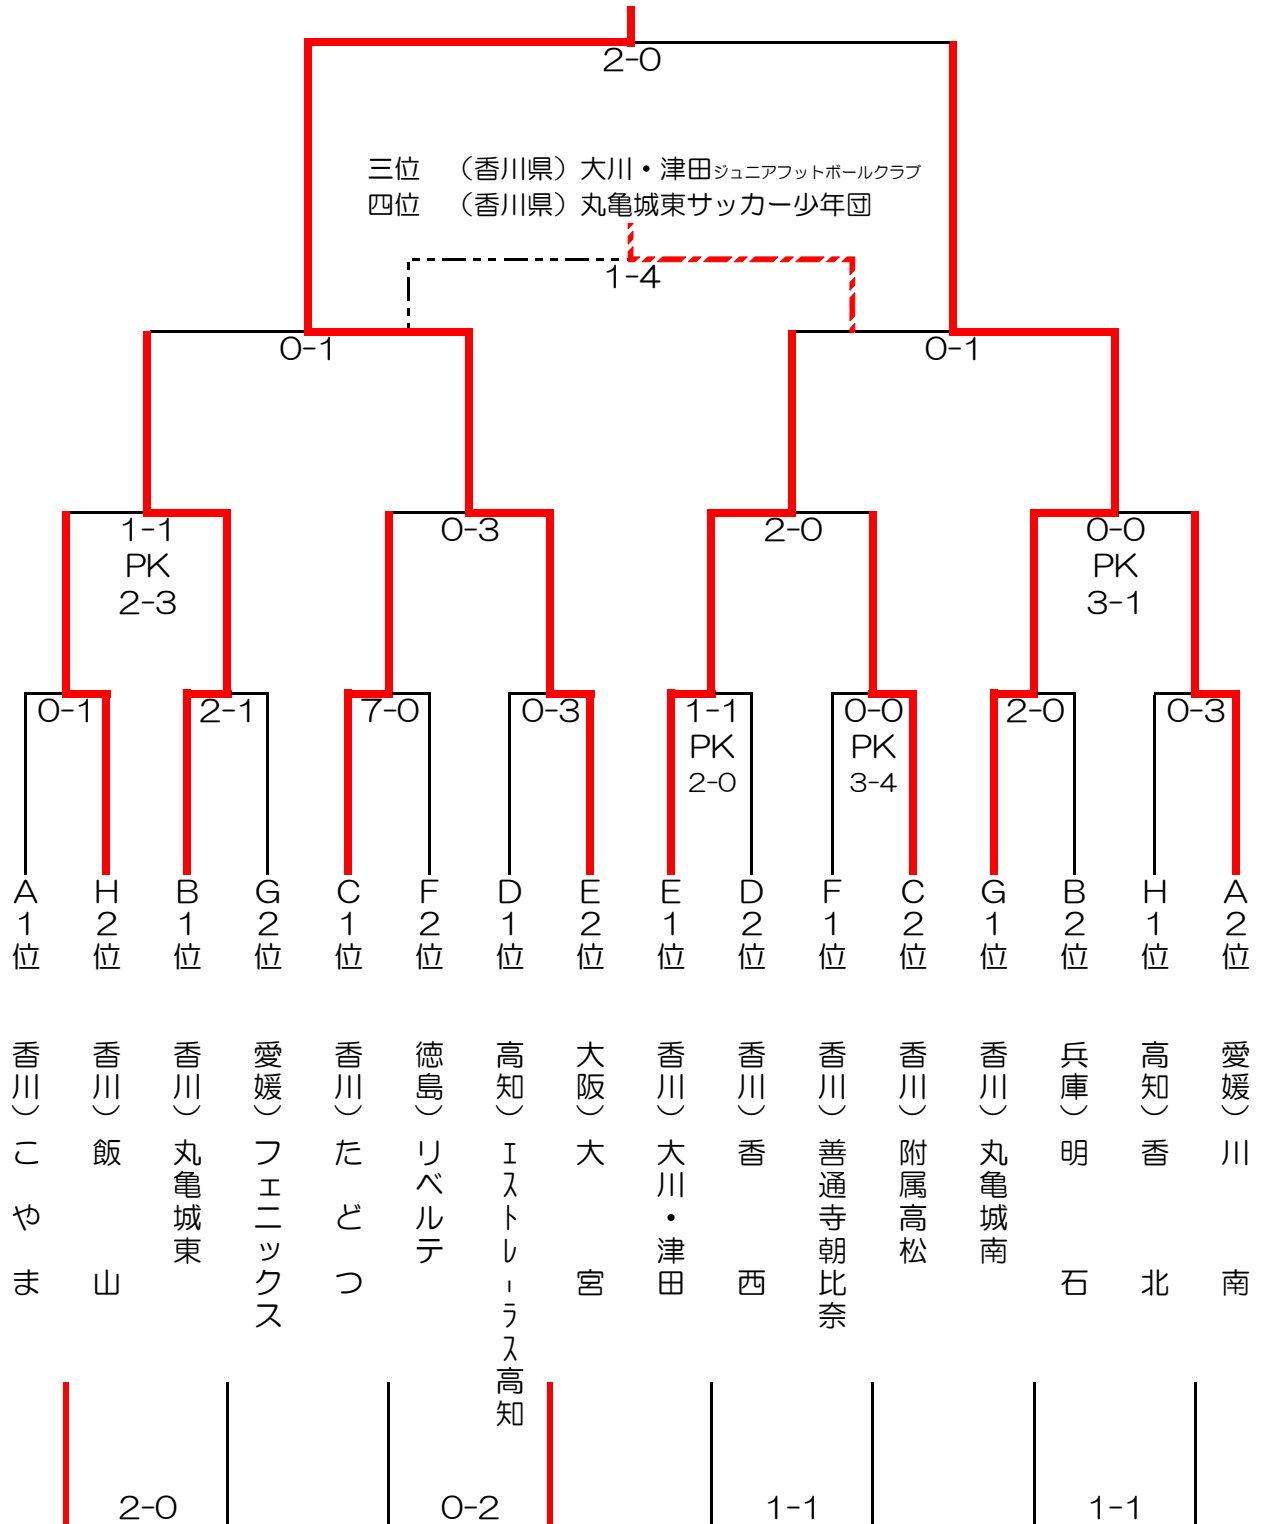 2-0
三位　（香川県）大川・津田ジュニアフットボールクラブ
四位　（香川県）丸亀城東サッカー少年団
1-4
0-1
0-1
1-1
PK
2-3
0-3
2-0
0-0
PK
3-1
0-1
2-1
7-0
0-3
1-1
PK
2-0
0-0
PK
3-4
2-0
0-3
A1位　香川）こやま
H2位　香川）飯山
B1位　香川）丸亀城東
G2位　愛媛）フェニックス
C1位　香川）たどつ
F2位　徳島）リベルテ
D1位　高知）エストレーラス高知
E2位　大阪）大宮
E1位　香川）大川・津田
D2位　香川）香西
F1位　香川）善通寺朝比奈
C2位　香川）附属高松
G1位　香川）丸亀城南
B2位　兵庫）明石
H1位　高知）香北
A2位　愛媛）川南
2-0
0-2
1-1
1-1